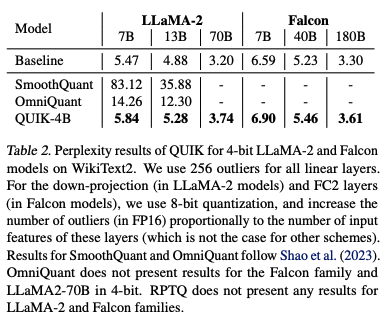 Model LLaMA-2 Falcon
7B 13B 70B 7B 40B 180B
Baseline 5.47 4.88 3.20 6.59 5.23 3.30
SmoothQuant 83.12 35.88 - - - -
OmniQuant 14.26 12.30 - - - -
QUIK-4B 5.84 5.28 3.74 6.90 5.46 3.61
Table 2. Perplexity results of QUIK for 4-bit LLaMA-2 and Falcon
models on WikiText2. We use 256 outliers for all linear layers.
For the down-projection (in LLaMA-2 models) and FC2 layers
(in Falcon models), we use 8-bit quantization, and increase the
number of outliers (in FP16) proportionally to the number of input
features of these layers (which is not the case for other schemes).
Results for SmoothQuant and OmniQuant follow Shao et al. (2023).
OmniQuant does not present results for the Falcon family and
LLaMA2-70B in 4-bit. RPTQ does not present any results for
LLaMA-2 and Falcon families.